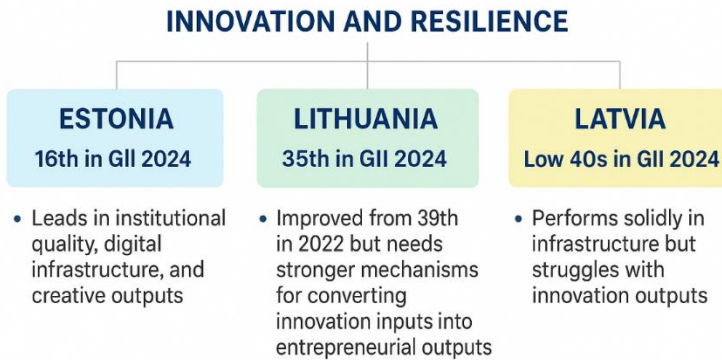 INNOVATION AND RESILIENCE
ESTONIA
16th in GII 2024
• Leads in institutional
quality, digital
infrastructure, and
creative outputs
LITHUANIA
35th in GII 2024
• Improved from 39th
in 2022 but needs
stronger mechanisms
for converting
innovation inputs into
entrepreneurial outputs
LATVIA
Low 40s in GII 2024
• Performs solidly in
infrastructure but
struggles with
innovation outputs